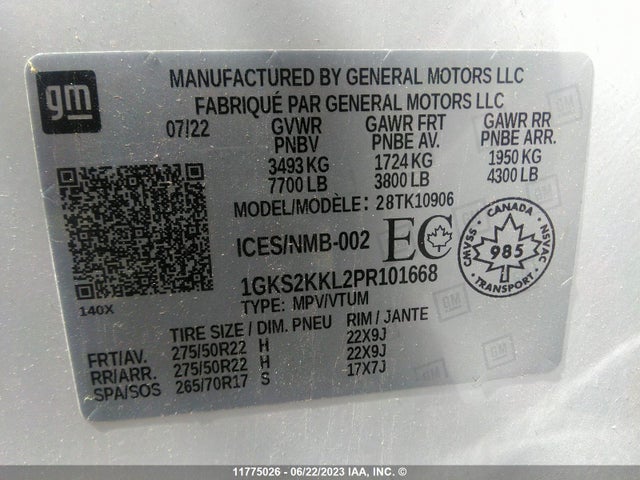 gm
MANUFACTURED BY GENERAL MOTORS LLC
FABRIQUÉ PAR GENERAL MOTORS LLC
07/22 GVWR GAWR FRT GAWR RR
PNBV PNBE AV. PNBE ARR.
3493 KG 1724 KG 1950 KG
7700 LB 3800 LB 4300 LB
MODEL/MODÈLE: 28TK10906
ICES/NMB-002 EC
CANADA
CMVSS 985 NSVAC
TRANSPORT
1GKS2KKL2PR101668
140X TYPE: MPV/VTUM
TIRE SIZE / DIM. PNEU RIM / JANTE
FRT/AV. 275/50R22 H 22X9J
RR/ARR. 275/50R22 H 22X9J
SPA/SOS 265/70R17 S 17X7J
11775026 - 06/22/2023 IAA, INC. ©